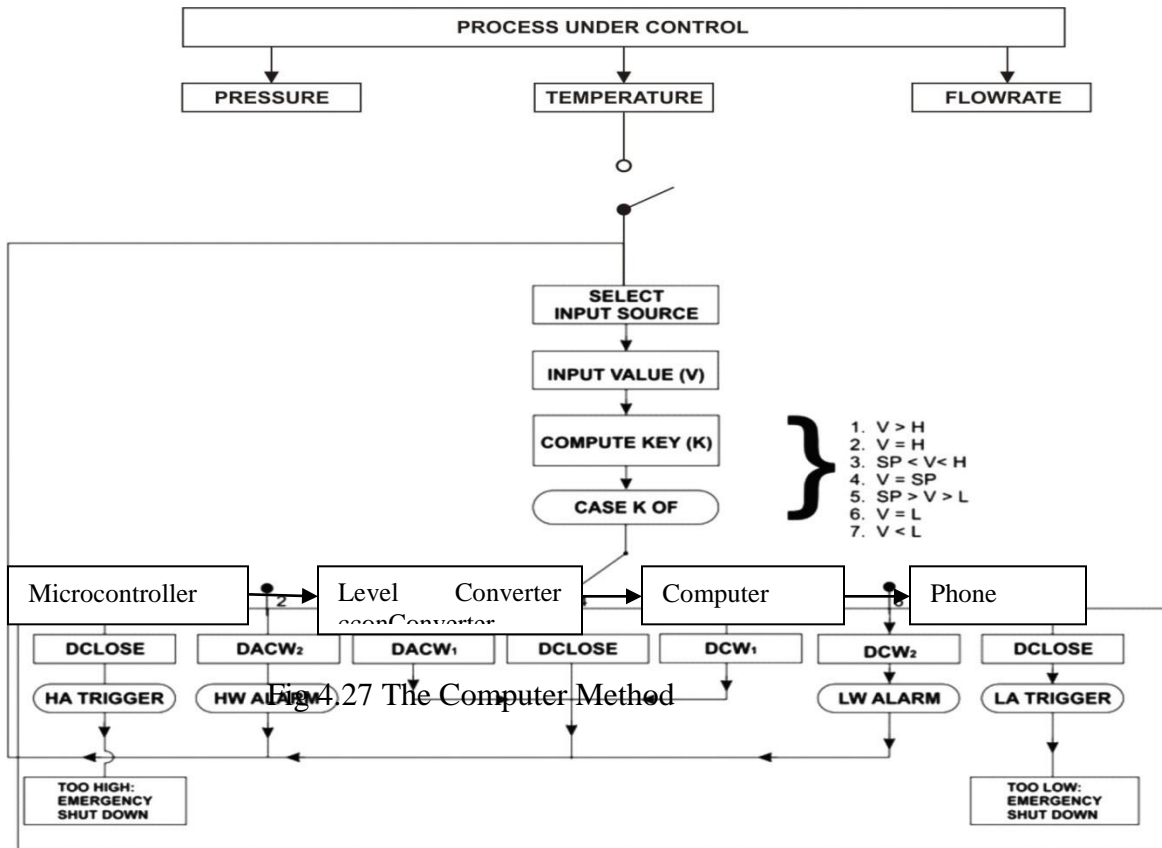 PROCESS UNDER CONTROL
PRESSURE
TEMPERATURE
FLOWRATE
SELECT
INPUT SOURCE
INPUT VALUE (V)
COMPUTE KEY (K)
CASE K OF
1. V > H
2. V = H
3. SP < V< H
4. V = SP
5. SP > V > L
6. V = L
7. V < L
Microcontroller
2
Level Converter
Converter
Computer
Phone
DCLOSE
DACW₂
DACW₁
DCLOSE
DCW₁
DCW₂
DCLOSE
HA TRIGGER
HW ALARM
Fig 4.27 The Computer Method
LW ALARM
LA TRIGGER
TOO HIGH:
EMERGENCY
SHUT DOWN
TOO LOW:
EMERGENCY
SHUT DOWN